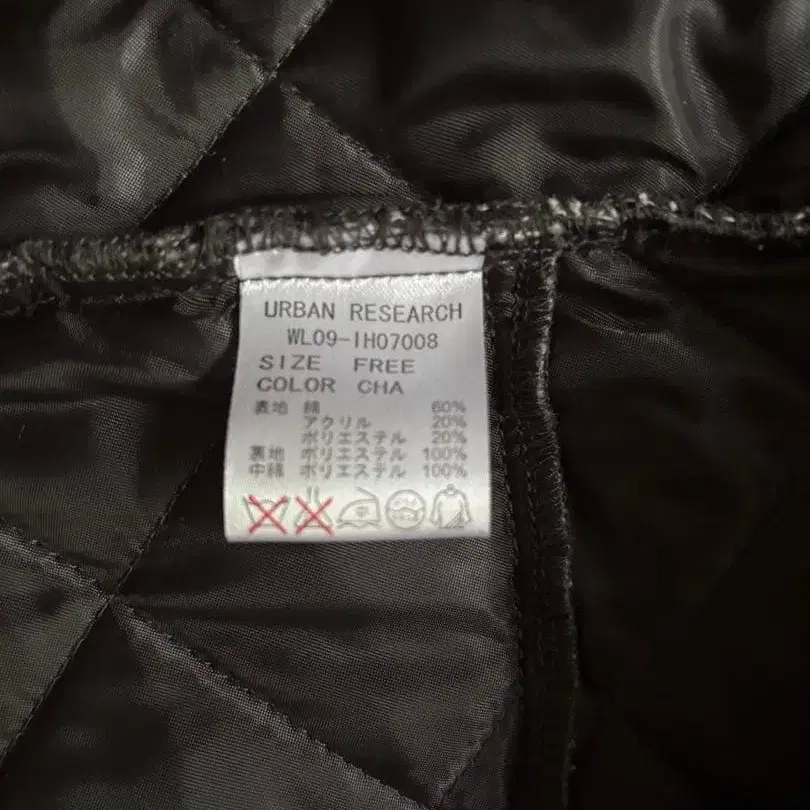 URBAN RESEARCH
WL09-IH07008
SIZE FREE
COLOR CHA
表地 綿 60%
アクリル 20%
ポリエステル 20%
裏地 ポリエステル 100%
中綿 ポリエステル 100%